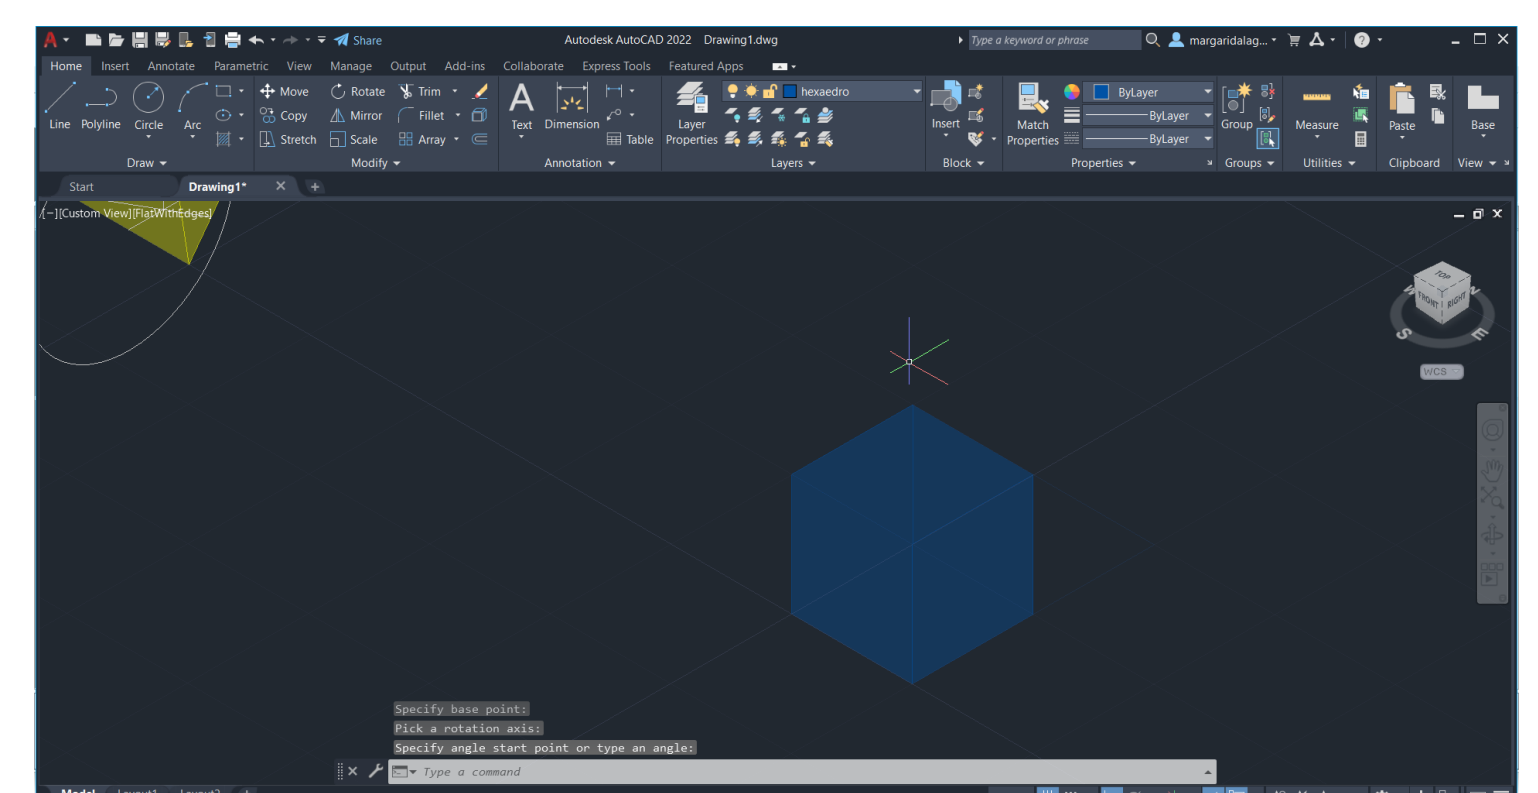 A Share Autodesk AutoCAD 2022 Drawing1.dwg Type a keyword or phrase margaridalag...
Home Insert Annotate Parametric View Manage Output Add-ins Collaborate Express Tools Featured Apps
Move Rotate Trim hexaedro ByLayer
Copy Mirror Fillet ByLayer
Line Polyline Circle Arc Text Dimension Layer Insert Match Group Measure Paste Base
Stretch Scale Array Table Properties Properties ByLayer
Draw Modify Annotation Layers Block Properties Groups Utilities Clipboard View
Start Drawing1* +
[−][Custom View][FlatWithEdges]
TOP
FRONT RIGHT
S E
WCS
Specify base point:
Pick a rotation axis:
Specify angle start point or type an angle:
Type a command
Model Layout1 Layout2 +